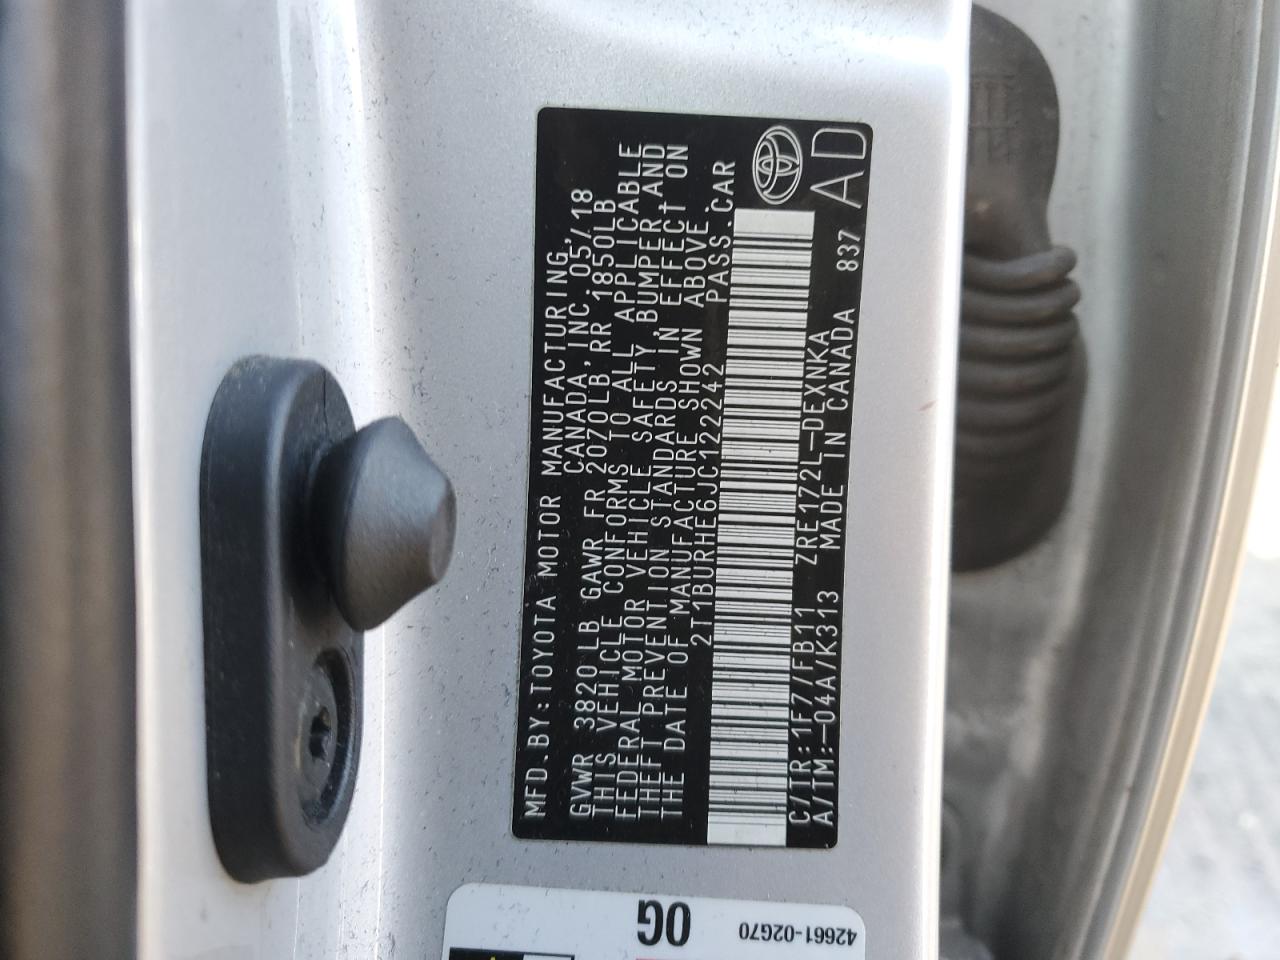 MFD.BY:TOYOTA MOTOR MANUFACTURING,
CANADA, INC.05/18
GVWR 3820LB GAWR FR 2070LB RR 1850LB
THIS VEHICLE CONFORMS TO ALL APPLICABLE
FEDERAL MOTOR VEHICLE SAFETY, BUMPER,AND
THEFT PREVENTION STANDARDS IN EFFECT ON
THE DATE OF MANUFACTURE SHOWN ABOVE.
2T1BURHE6JC122242 PASS.CAR
C/TR:1F7/FB11 ZRE172L-DEXNKA
A/TM:-04A/K313 MADE IN CANADA 837
AD
0G
42661-02G70